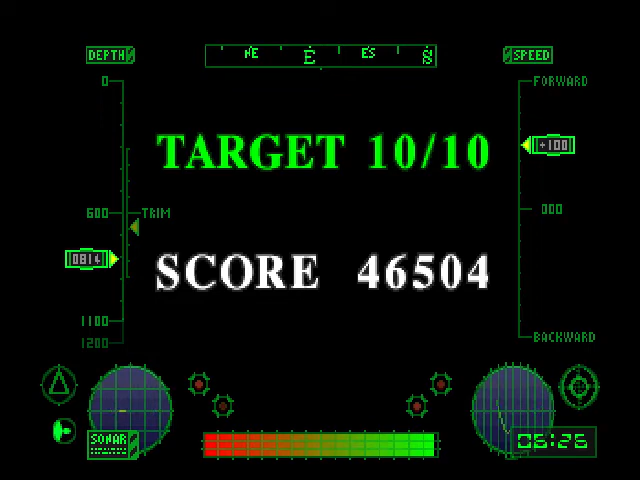 DEPTH
NE E ES S
SPEED
0
FORWARD
TARGET 10/10
+100
600
TRIM
000
0814
SCORE 46504
1100
BACKWARD
1200
SONAR
06:26